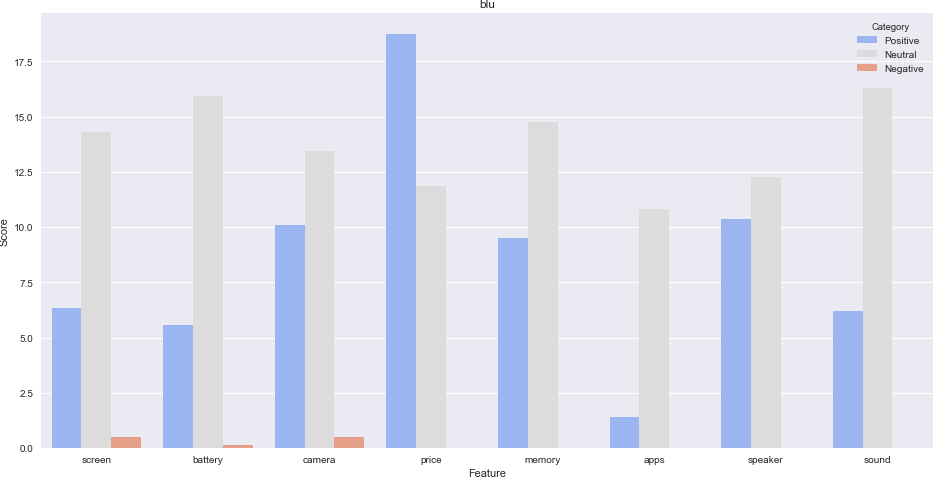 blu
Category
Positive
Neutral
Negative
17.5
15.0
12.5
10.0
7.5
5.0
2.5
0.0
Score
screen battery camera price memory apps speaker sound
Feature